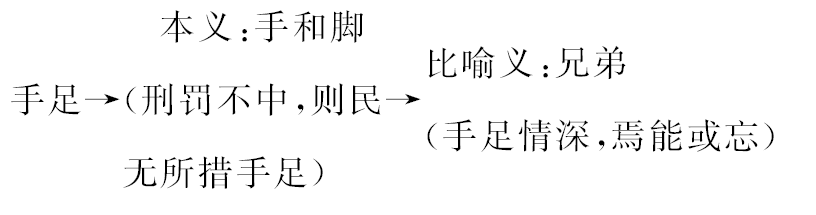 本义:手和脚
手足→(刑罚不中,则民→
无所措手足)
比喻义:兄弟
(手足情深,焉能或忘)